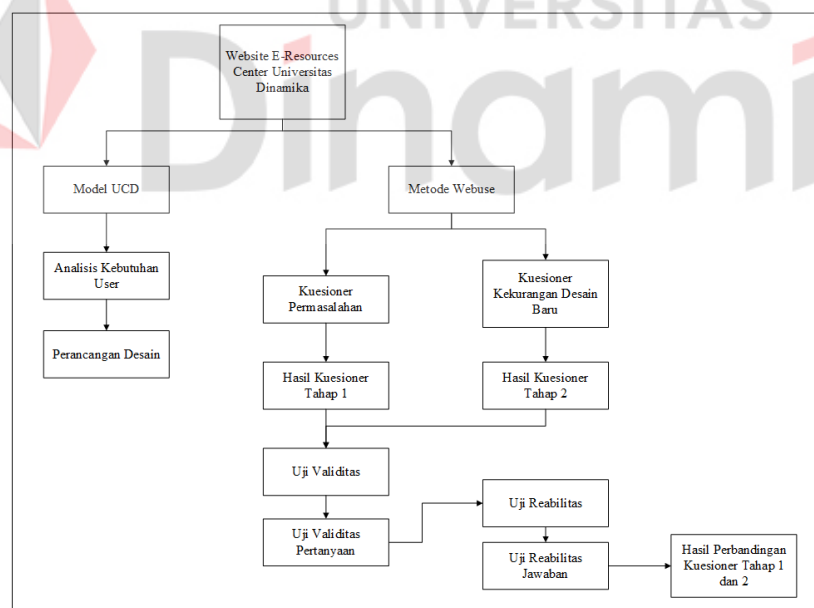 UNIVERSITAS
Dinami
Website E-Resources
Center Universitas
Dinamika
Model UCD
Metode Webuse
Analisis Kebutuhan
User
Perancangan Desain
Kuesioner
Permasalahan
Kuesioner
Kekurangan Desain
Baru
Hasil Kuesioner
Tahap 1
Hasil Kuesioner
Tahap 2
Uji Validitas
Uji Validitas
Pertanyaan
Uji Reabilitas
Uji Reabilitas
Jawaban
Hasil Perbandingan
Kuesioner Tahap 1
dan 2